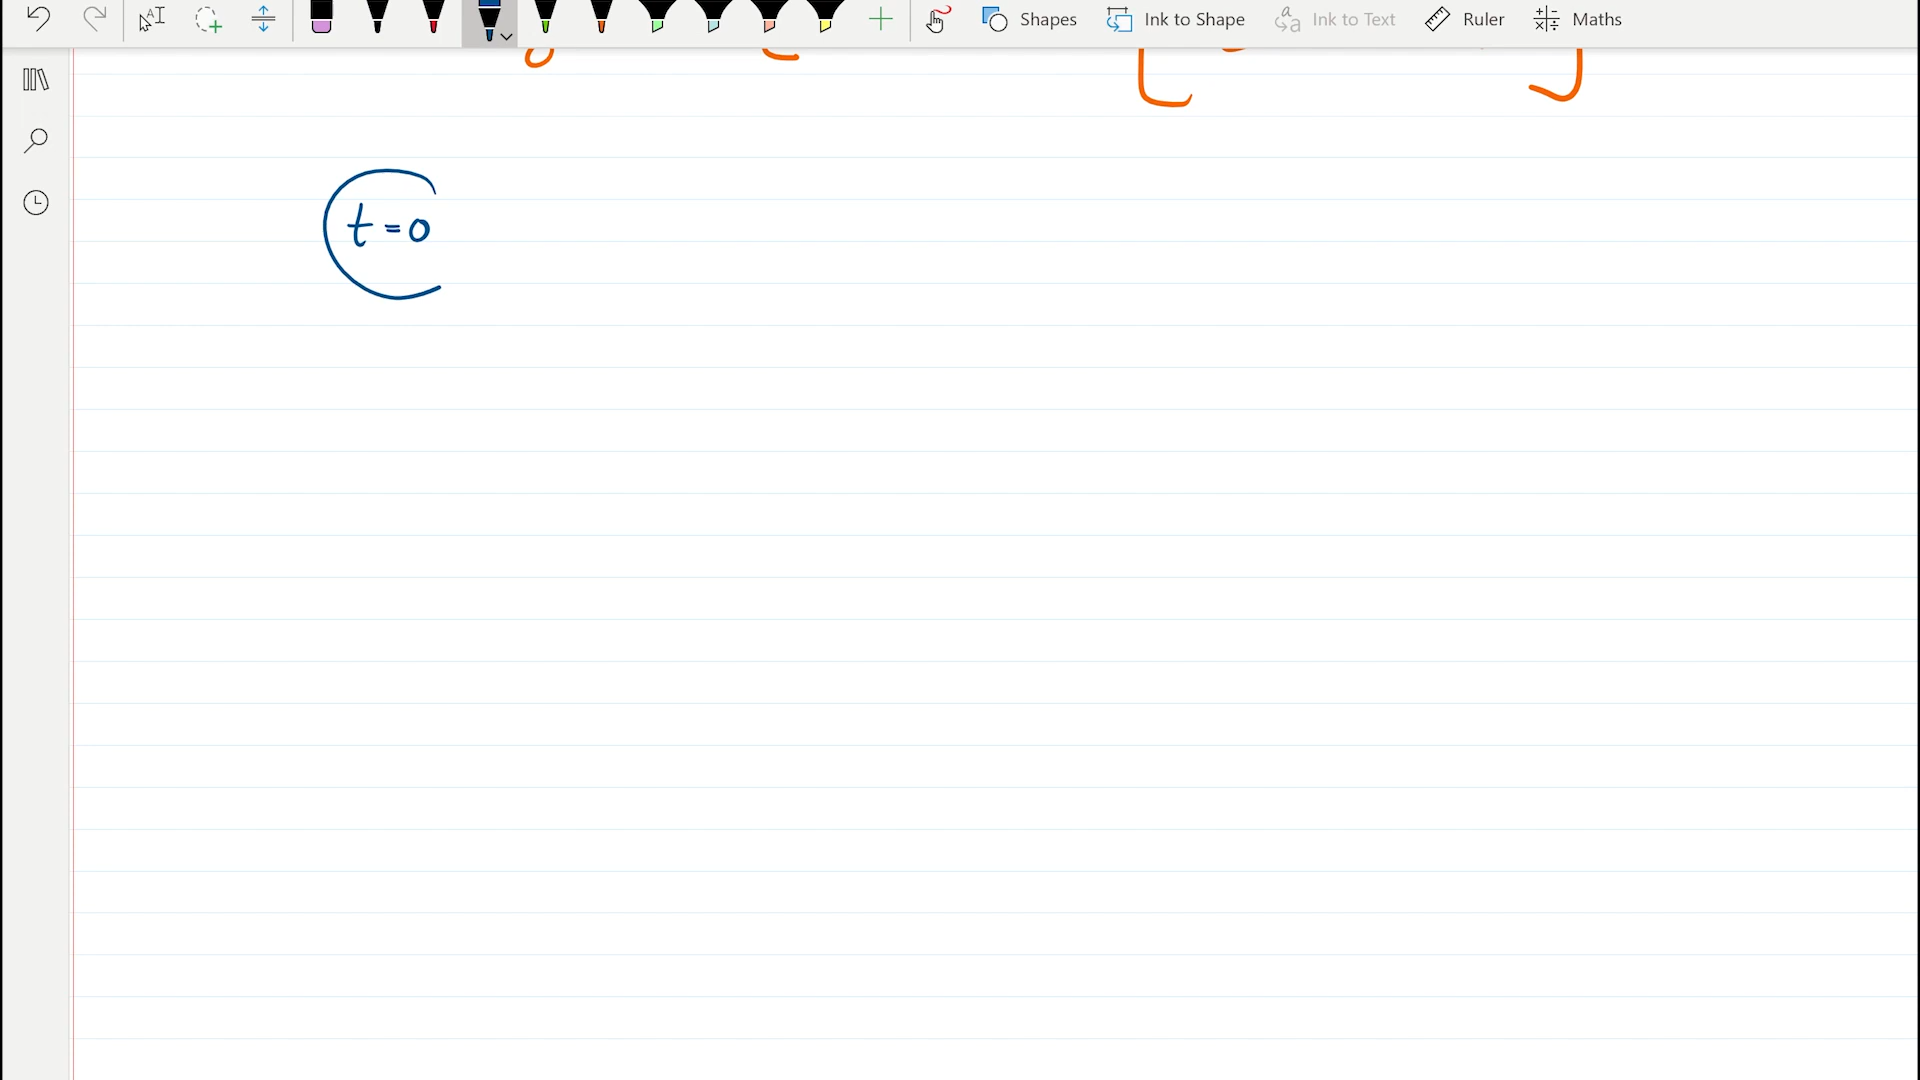 Shapes Ink to Shape Ink to Text Ruler Maths
t = 0